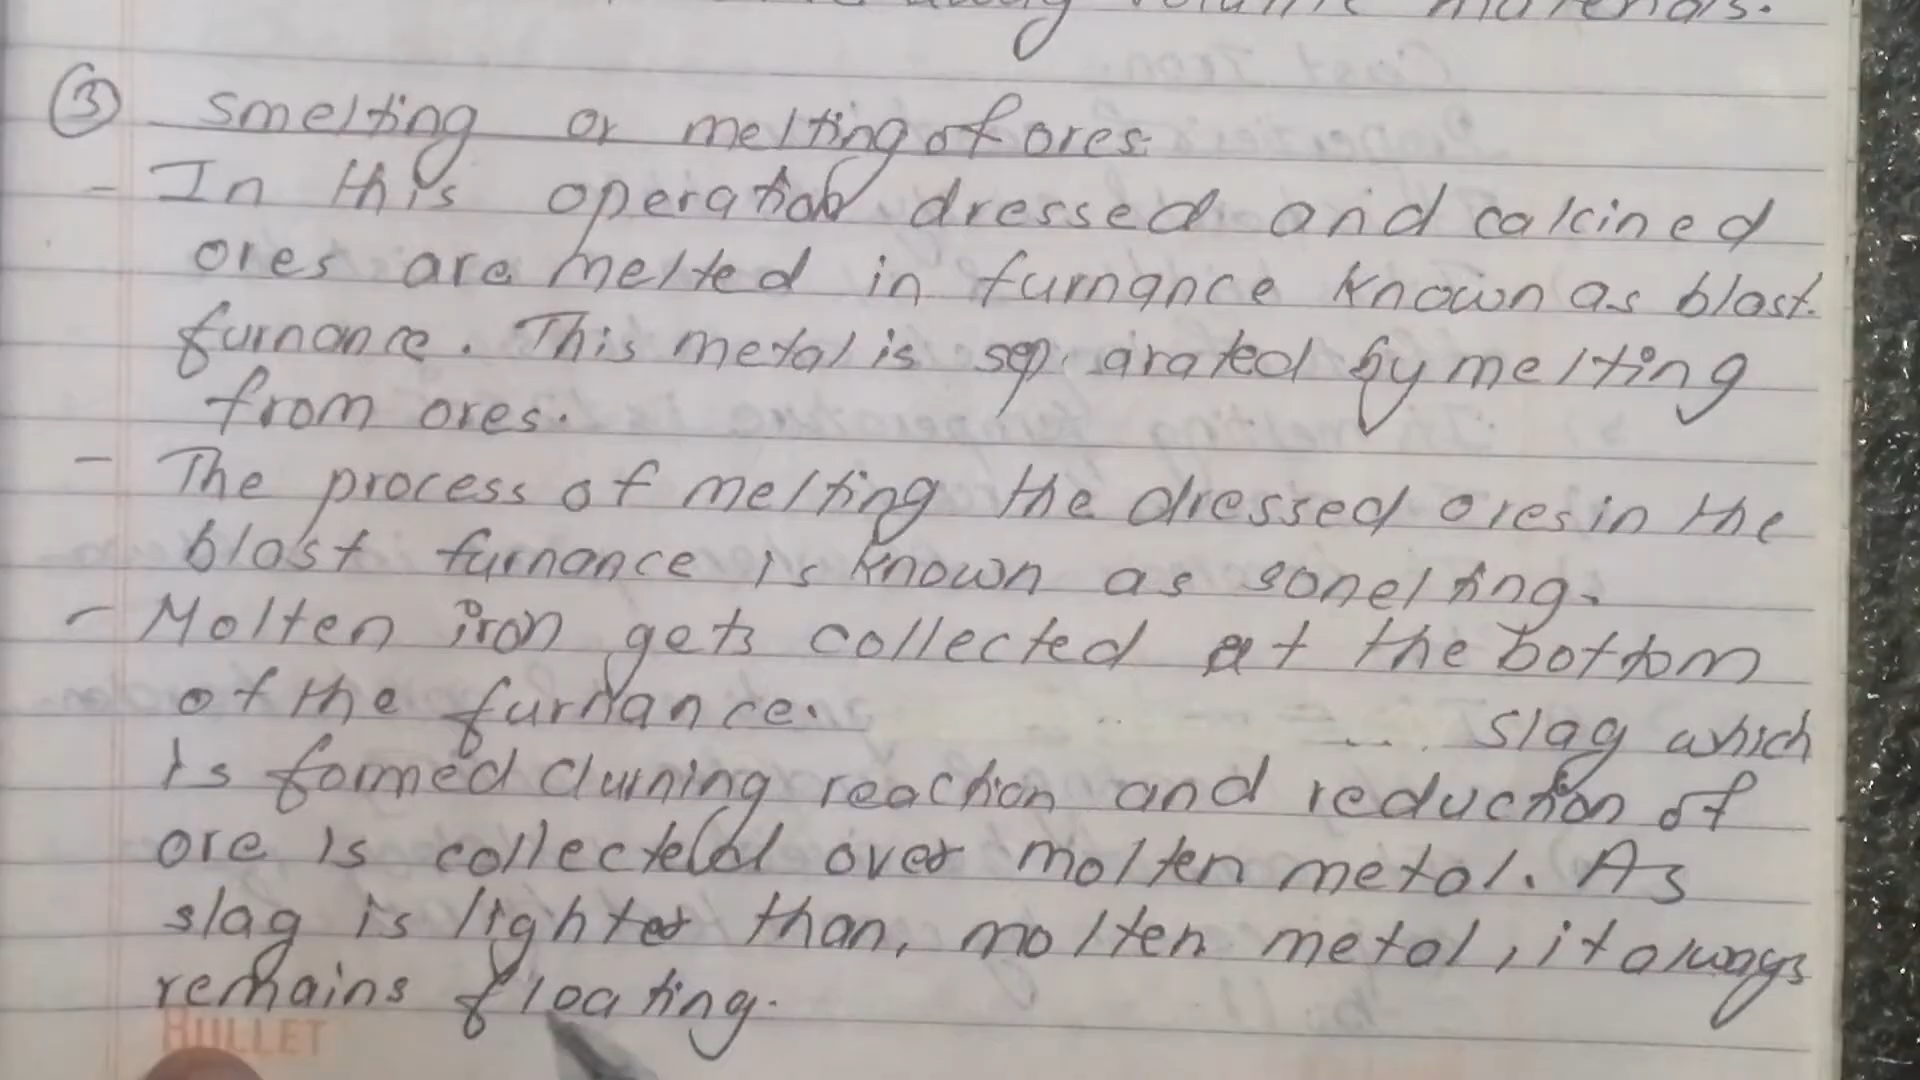 materials.
③ smelting or melting of ores.
- In this operation dressed and calcined
ores are melted in furnance known as blast.
furnance. This metal is sep arated by melting
from ores.
- The process of melting the dressed ores in the
blast furnance is known as sonelting.
- Molten iron gets collected at the bottom
of the furnance. slag which
is formed during reaction and reduction of
ore is collected over molten metal. As
slag is lighter than, molten metal, it always
remains floating.
BULLET